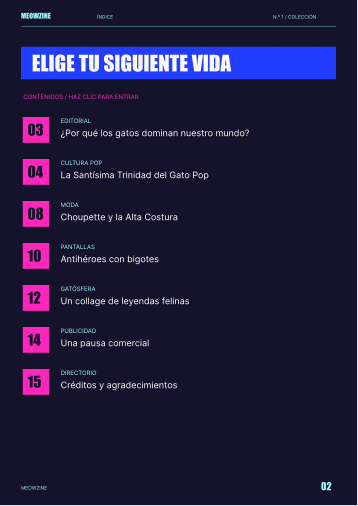 MEOWZINE ÍNDICE N.º 1 / COLECCIÓN
ELIGE TU SIGUIENTE VIDA
CONTENIDOS / HAZ CLIC PARA ENTRAR
03 EDITORIAL
¿Por qué los gatos dominan nuestro mundo?
04 CULTURA POP
La Santísima Trinidad del Gato Pop
08 MODA
Choupette y la Alta Costura
10 PANTALLAS
Antihéroes con bigotes
12 GATÓSFERA
Un collage de leyendas felinas
14 PUBLICIDAD
Una pausa comercial
15 DIRECTORIO
Créditos y agradecimientos
MEOWZINE 02